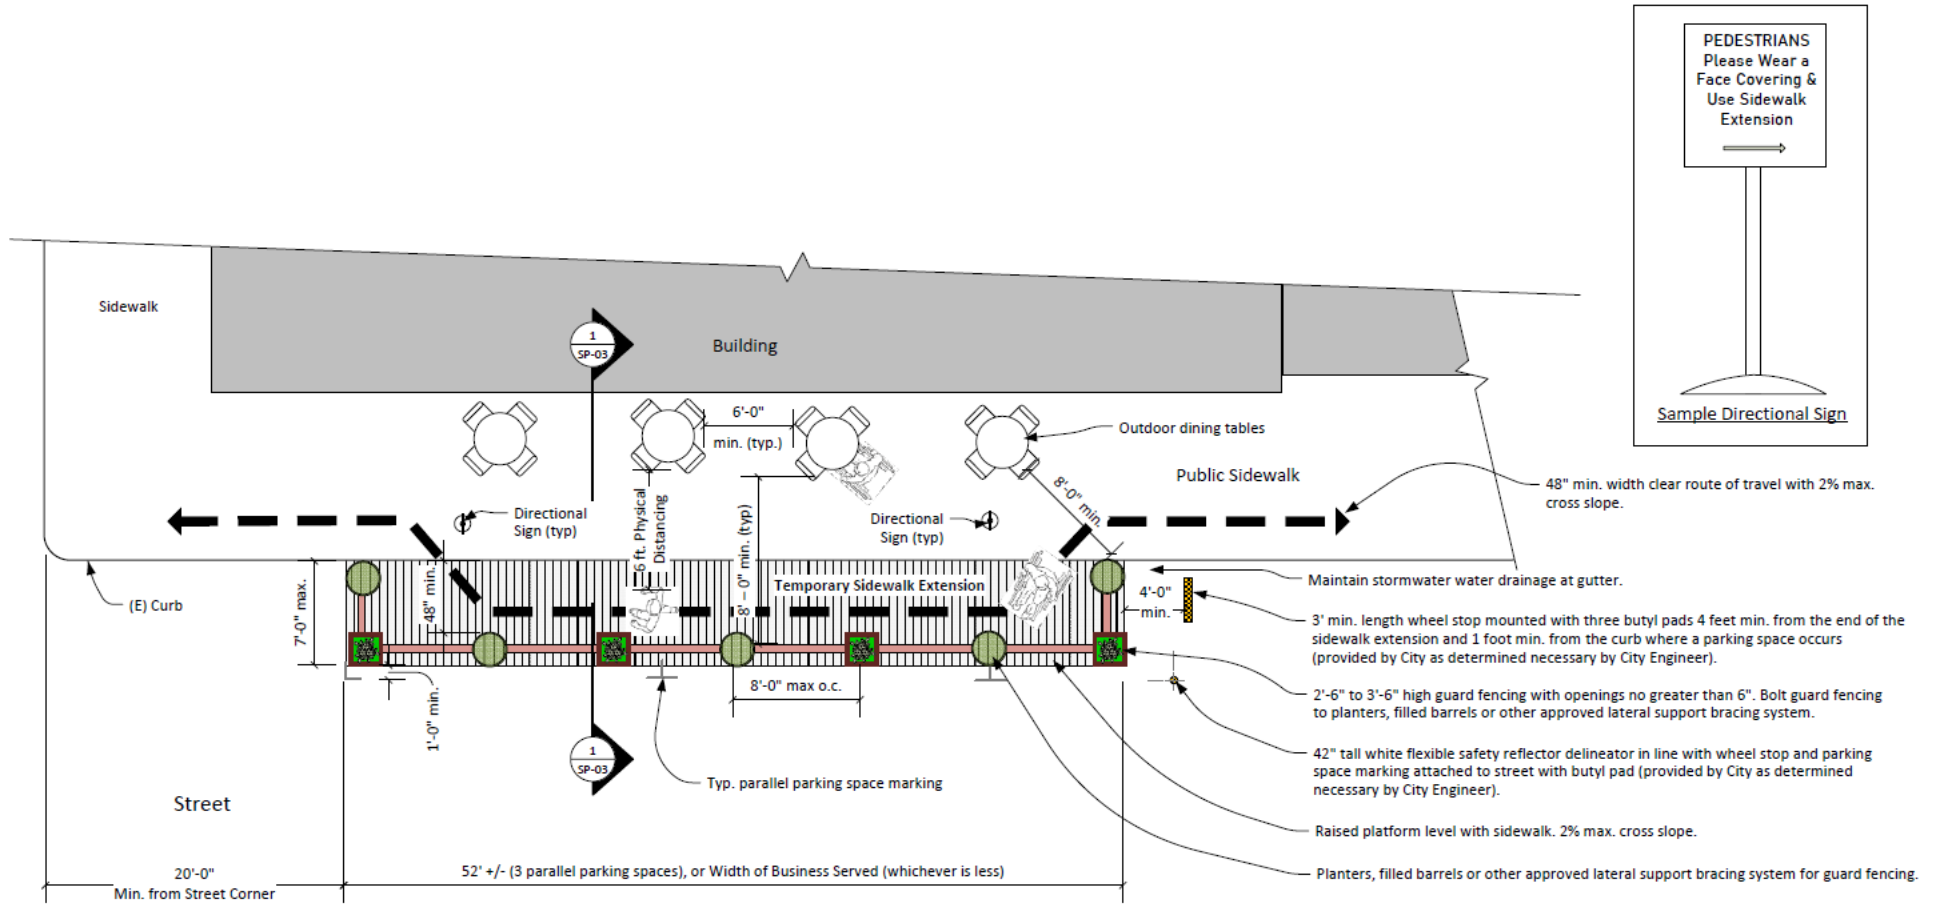 PEDESTRIANS
Please Wear a
Face Covering &
Use Sidewalk
Extension
Sample Directional Sign
Sidewalk
1
SP-03
Building
6'-0"
min. (typ.)
Outdoor dining tables
Public Sidewalk
48" min. width clear route of travel with 2% max.
cross slope.
8'-0" min.
Directional
Sign (typ)
6 ft. Physical
Distancing
8' – 0" min. (typ)
Directional
Sign (typ)
(E) Curb
7'-0" max.
48" min.
Temporary Sidewalk Extension
4'-0"
min.
Maintain stormwater water drainage at gutter.
3' min. length wheel stop mounted with three butyl pads 4 feet min. from the end of the
sidewalk extension and 1 foot min. from the curb where a parking space occurs
(provided by City as determined necessary by City Engineer).
1'-0" min.
8'-0" max o.c.
2'-6" to 3'-6" high guard fencing with openings no greater than 6". Bolt guard fencing
to planters, filled barrels or other approved lateral support bracing system.
1
SP-03
Typ. parallel parking space marking
42" tall white flexible safety reflector delineator in line with wheel stop and parking
space marking attached to street with butyl pad (provided by City as determined
necessary by City Engineer).
Street
Raised platform level with sidewalk. 2% max. cross slope.
20'-0"
Min. from Street Corner
52' +/- (3 parallel parking spaces), or Width of Business Served (whichever is less)
Planters, filled barrels or other approved lateral support bracing system for guard fencing.